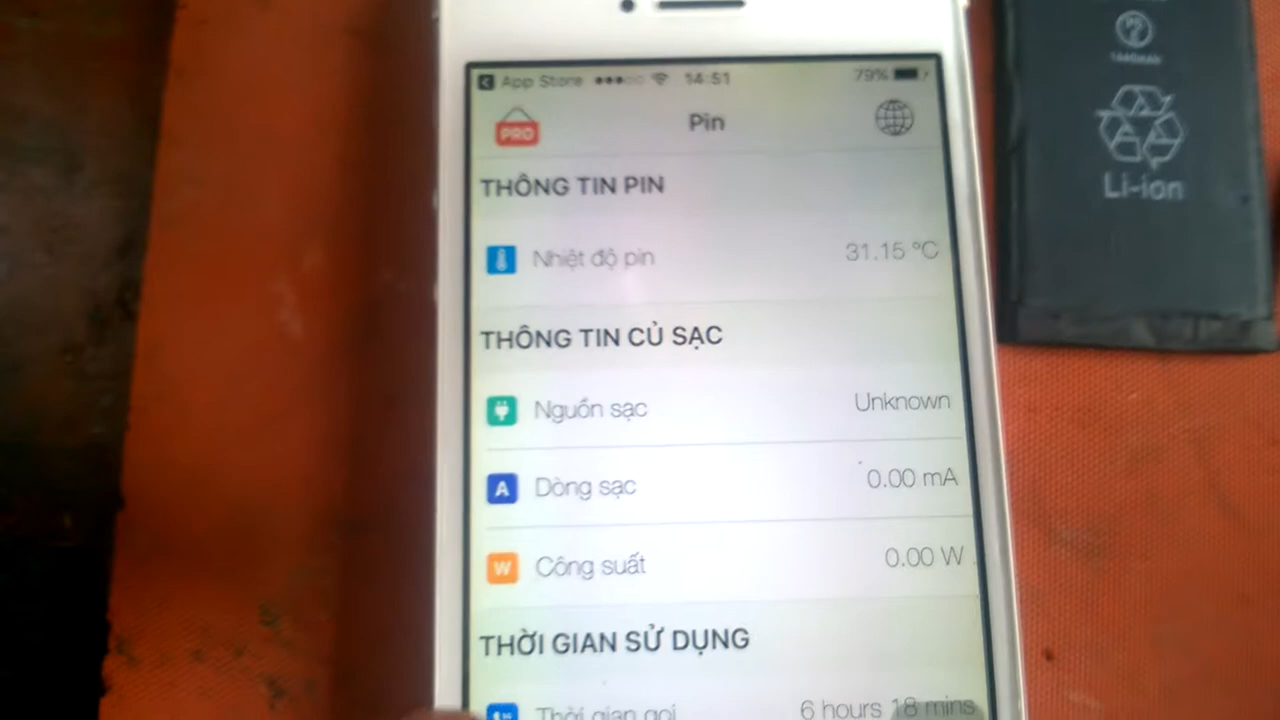 App Store 14:51 79%
PRO Pin
THÔNG TIN PIN
Nhiệt độ pin 31.15 °C
THÔNG TIN CỦ SẠC
Nguồn sạc Unknown
A Dòng sạc 0.00 mA
W Công suất 0.00 W
THỜI GIAN SỬ DỤNG
Thời gian gọi 6 hours 18 mins
Li-ion